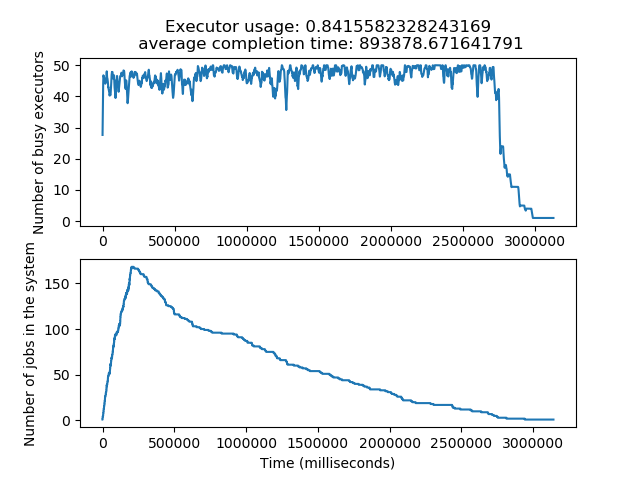 Executor usage: 0.8415582328243169
average completion time: 893878.671641791
Number of busy executors
50
40
30
20
10
0
0 500000 1000000 1500000 2000000 2500000 3000000
Number of jobs in the system
150
100
50
0
0 500000 1000000 1500000 2000000 2500000 3000000
Time (milliseconds)